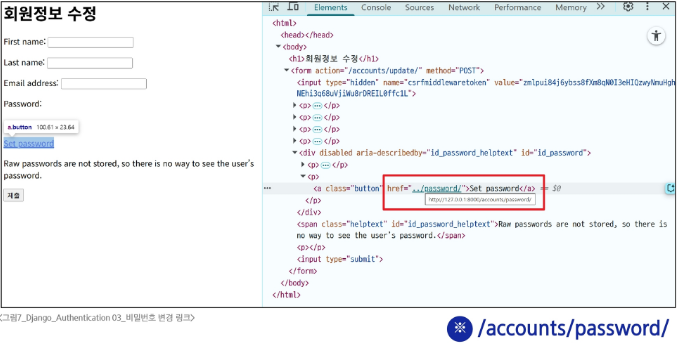 회원정보 수정
First name:
Last name:
Email address:
Password:
a.button 100.61 × 23.64
Set password
Raw passwords are not stored, so there is no way to see the user's
password.
제출
Elements Console Sources Network Performance Memory
<html>
<head></head>
<body>
<h1>회원정보 수정</h1>
<form action="/accounts/update/" method="POST">
<input type="hidden" name="csrfmiddlewaretoken" value=
<p>…</p>
<p>…</p>
<p>…</p>
<p>…</p>
<div disabled aria-describedby="id_password_helptext" id="id_password">
<p>…</p>
<p>
<a class="button" href="../password/">Set password</a> == $0
http://127.0.0.1:8000/accounts/password/
</p>
</div>
<span class="helptext" id="id_password_helptext">Raw passwords are not stored, so there is
no way to see the user's password.</span>
<p></p>
<input type="submit">
</form>
</body>
</html>
<그림7_Django_Authentication 03_비밀번호 변경 링크>
※ /accounts/password/